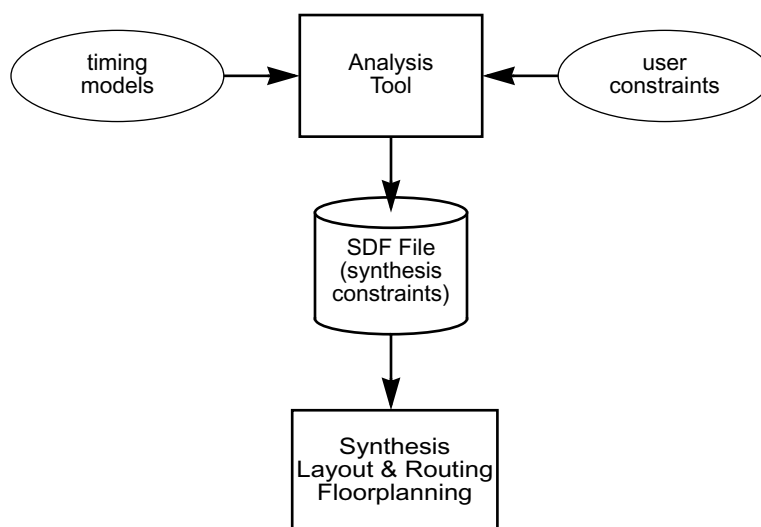 timing
models
Analysis
Tool
user
constraints
SDF File
(synthesis
constraints)
Synthesis
Layout & Routing
Floorplanning